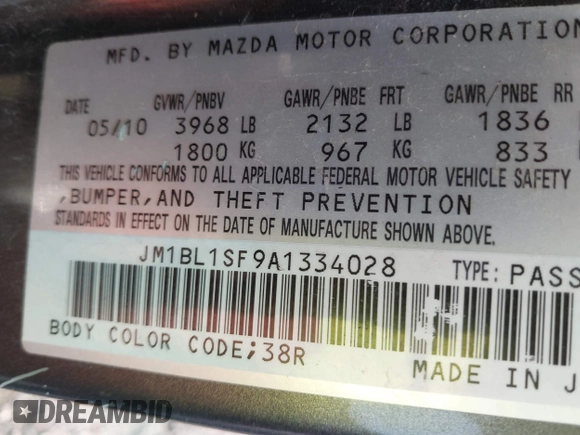 MFD. BY MAZDA MOTOR CORPORATION
DATE GVWR/PNBV GAWR/PNBE FRT GAWR/PNBE RR
05/10 3968 LB 2132 LB 1836
1800 KG 967 KG 833
THIS VEHICLE CONFORMS TO ALL APPLICABLE FEDERAL MOTOR VEHICLE SAFETY
,BUMPER,AND THEFT PREVENTION
STANDARDS IN EFFECT ON THE DATE OF MANUFACTURE SHOWN ABOVE.
JM1BL1SF9A1334028 TYPE: PASS
BODY COLOR CODE;38R MADE IN J
DREAMBID